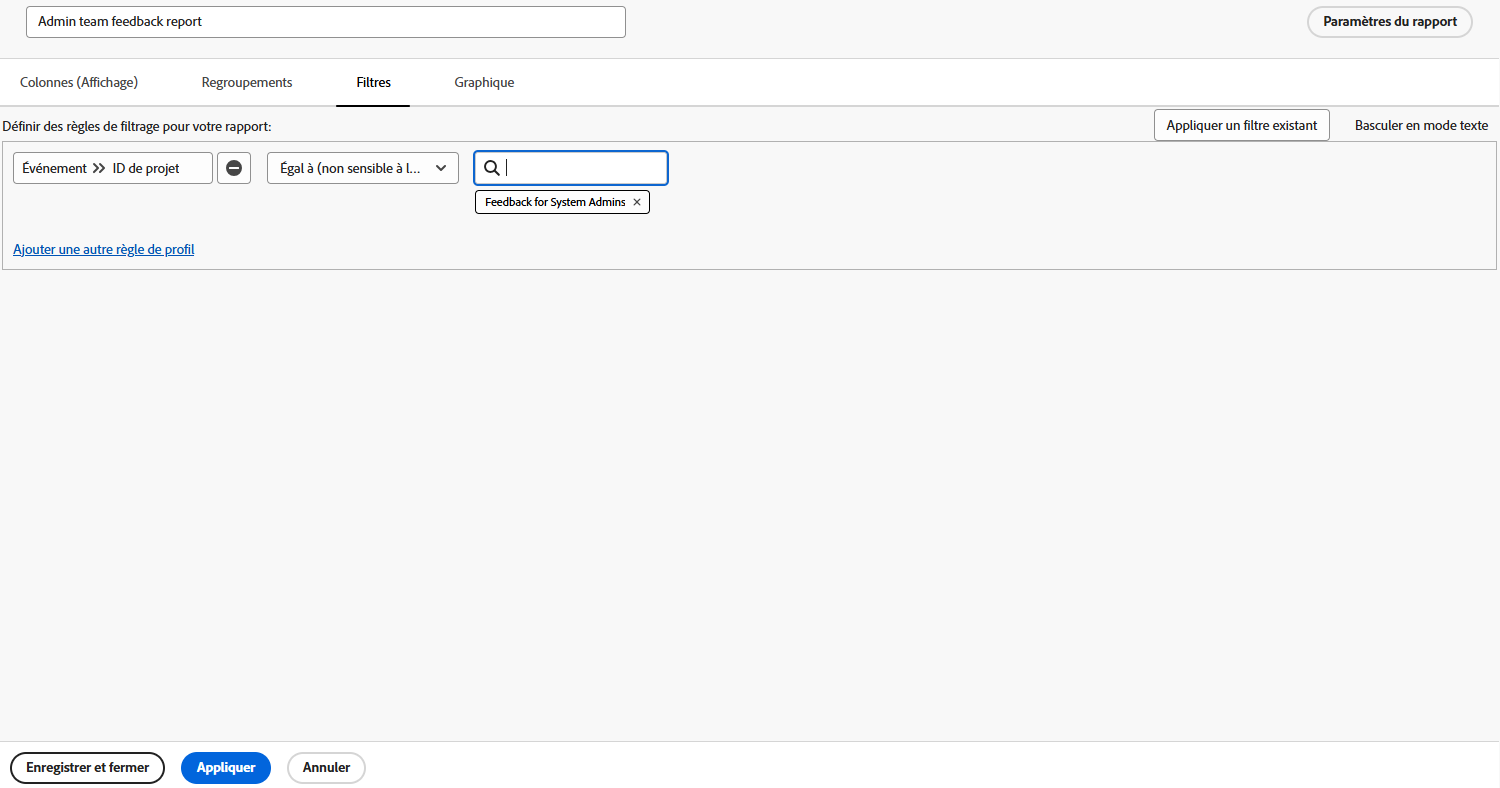 Admin team feedback report
Paramètres du rapport
Colonnes (Affichage)
Regroupements
Filtres
Graphique
Définir des règles de filtrage pour votre rapport:
Appliquer un filtre existant
Basculer en mode texte
Événement >> ID de projet
Égal à (non sensible à l...
Feedback for System Admins ×
Ajouter une autre règle de profil
Enregistrer et fermer
Appliquer
Annuler